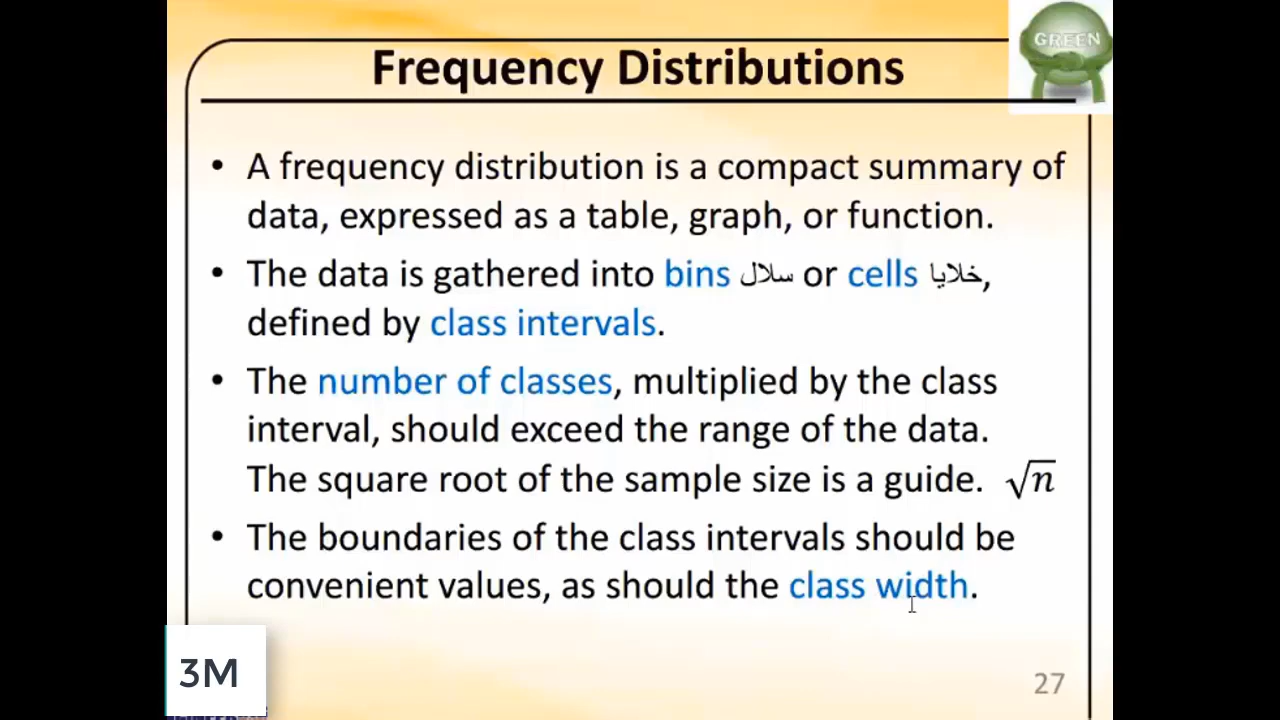 GREEN
Frequency Distributions
• A frequency distribution is a compact summary of
data, expressed as a table, graph, or function.
• The data is gathered into bins سلال or cells خلايا,
defined by class intervals.
• The number of classes, multiplied by the class
interval, should exceed the range of the data.
The square root of the sample size is a guide. √n
• The boundaries of the class intervals should be
convenient values, as should the class width.
3M
27